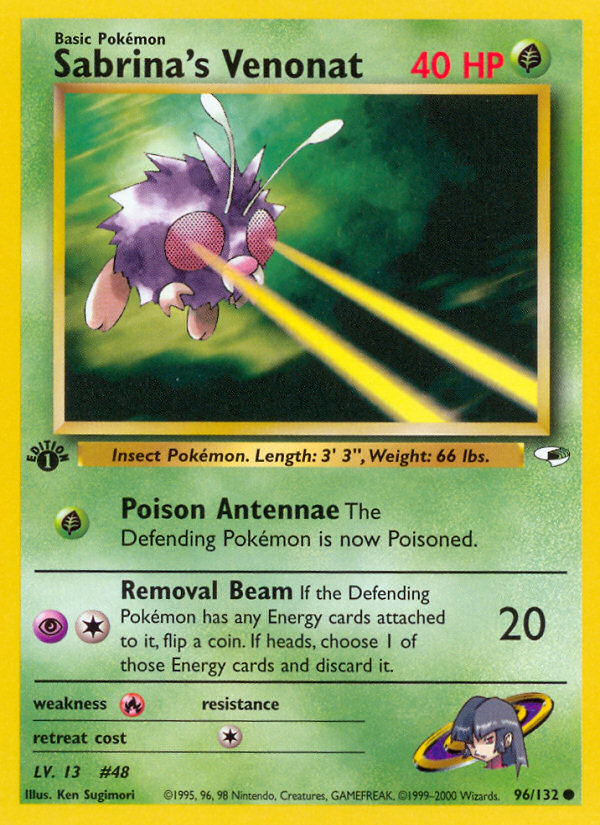 Basic Pokémon
Sabrina's Venonat 40 HP
EDITION
1
Insect Pokémon. Length: 3' 3", Weight: 66 lbs.
Poison Antennae The
Defending Pokémon is now Poisoned.
Removal Beam If the Defending
Pokémon has any Energy cards attached
to it, flip a coin. If heads, choose 1 of
those Energy cards and discard it.
20
weakness resistance
retreat cost
LV. 13 #48
Illus. Ken Sugimori ©1995, 96, 98 Nintendo, Creatures, GAMEFREAK. ©1999-2000 Wizards. 96/132